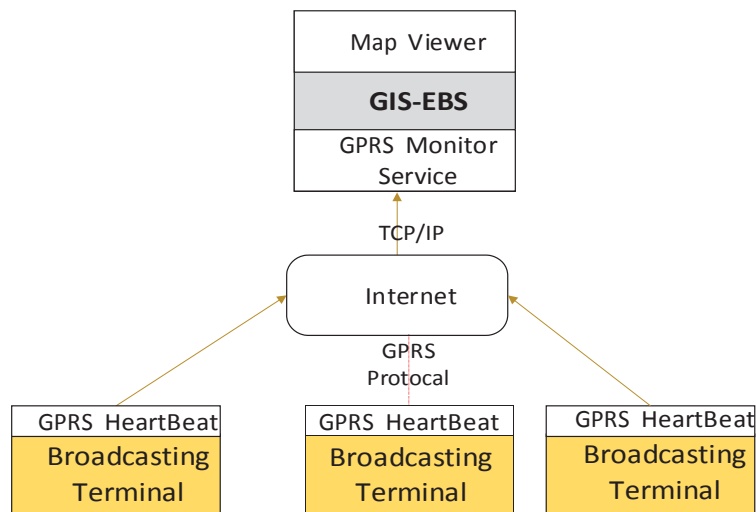 Map Viewer
GIS-EBS
GPRS Monitor
Service
TCP/IP
Internet
GPRS
Protocal
GPRS HeartBeat
Broadcasting
Terminal
GPRS HeartBeat
Broadcasting
Terminal
GPRS HeartBeat
Broadcasting
Terminal